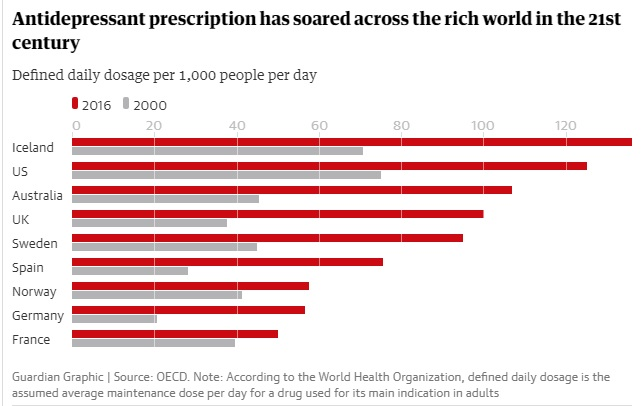 Antidepressant prescription has soared across the rich world in the 21st
century
Defined daily dosage per 1,000 people per day
2016 2000
0 20 40 60 80 100 120
Iceland
US
Australia
UK
Sweden
Spain
Norway
Germany
France
Guardian Graphic | Source: OECD. Note: According to the World Health Organization, defined daily dosage is the
assumed average maintenance dose per day for a drug used for its main indication in adults